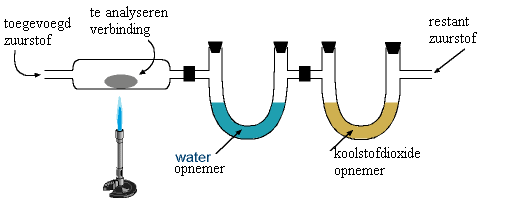 toegevoegd
zuurstof
te analyseren
verbinding
restant
zuurstof
water
opnemer
koolstofdioxide
opnemer